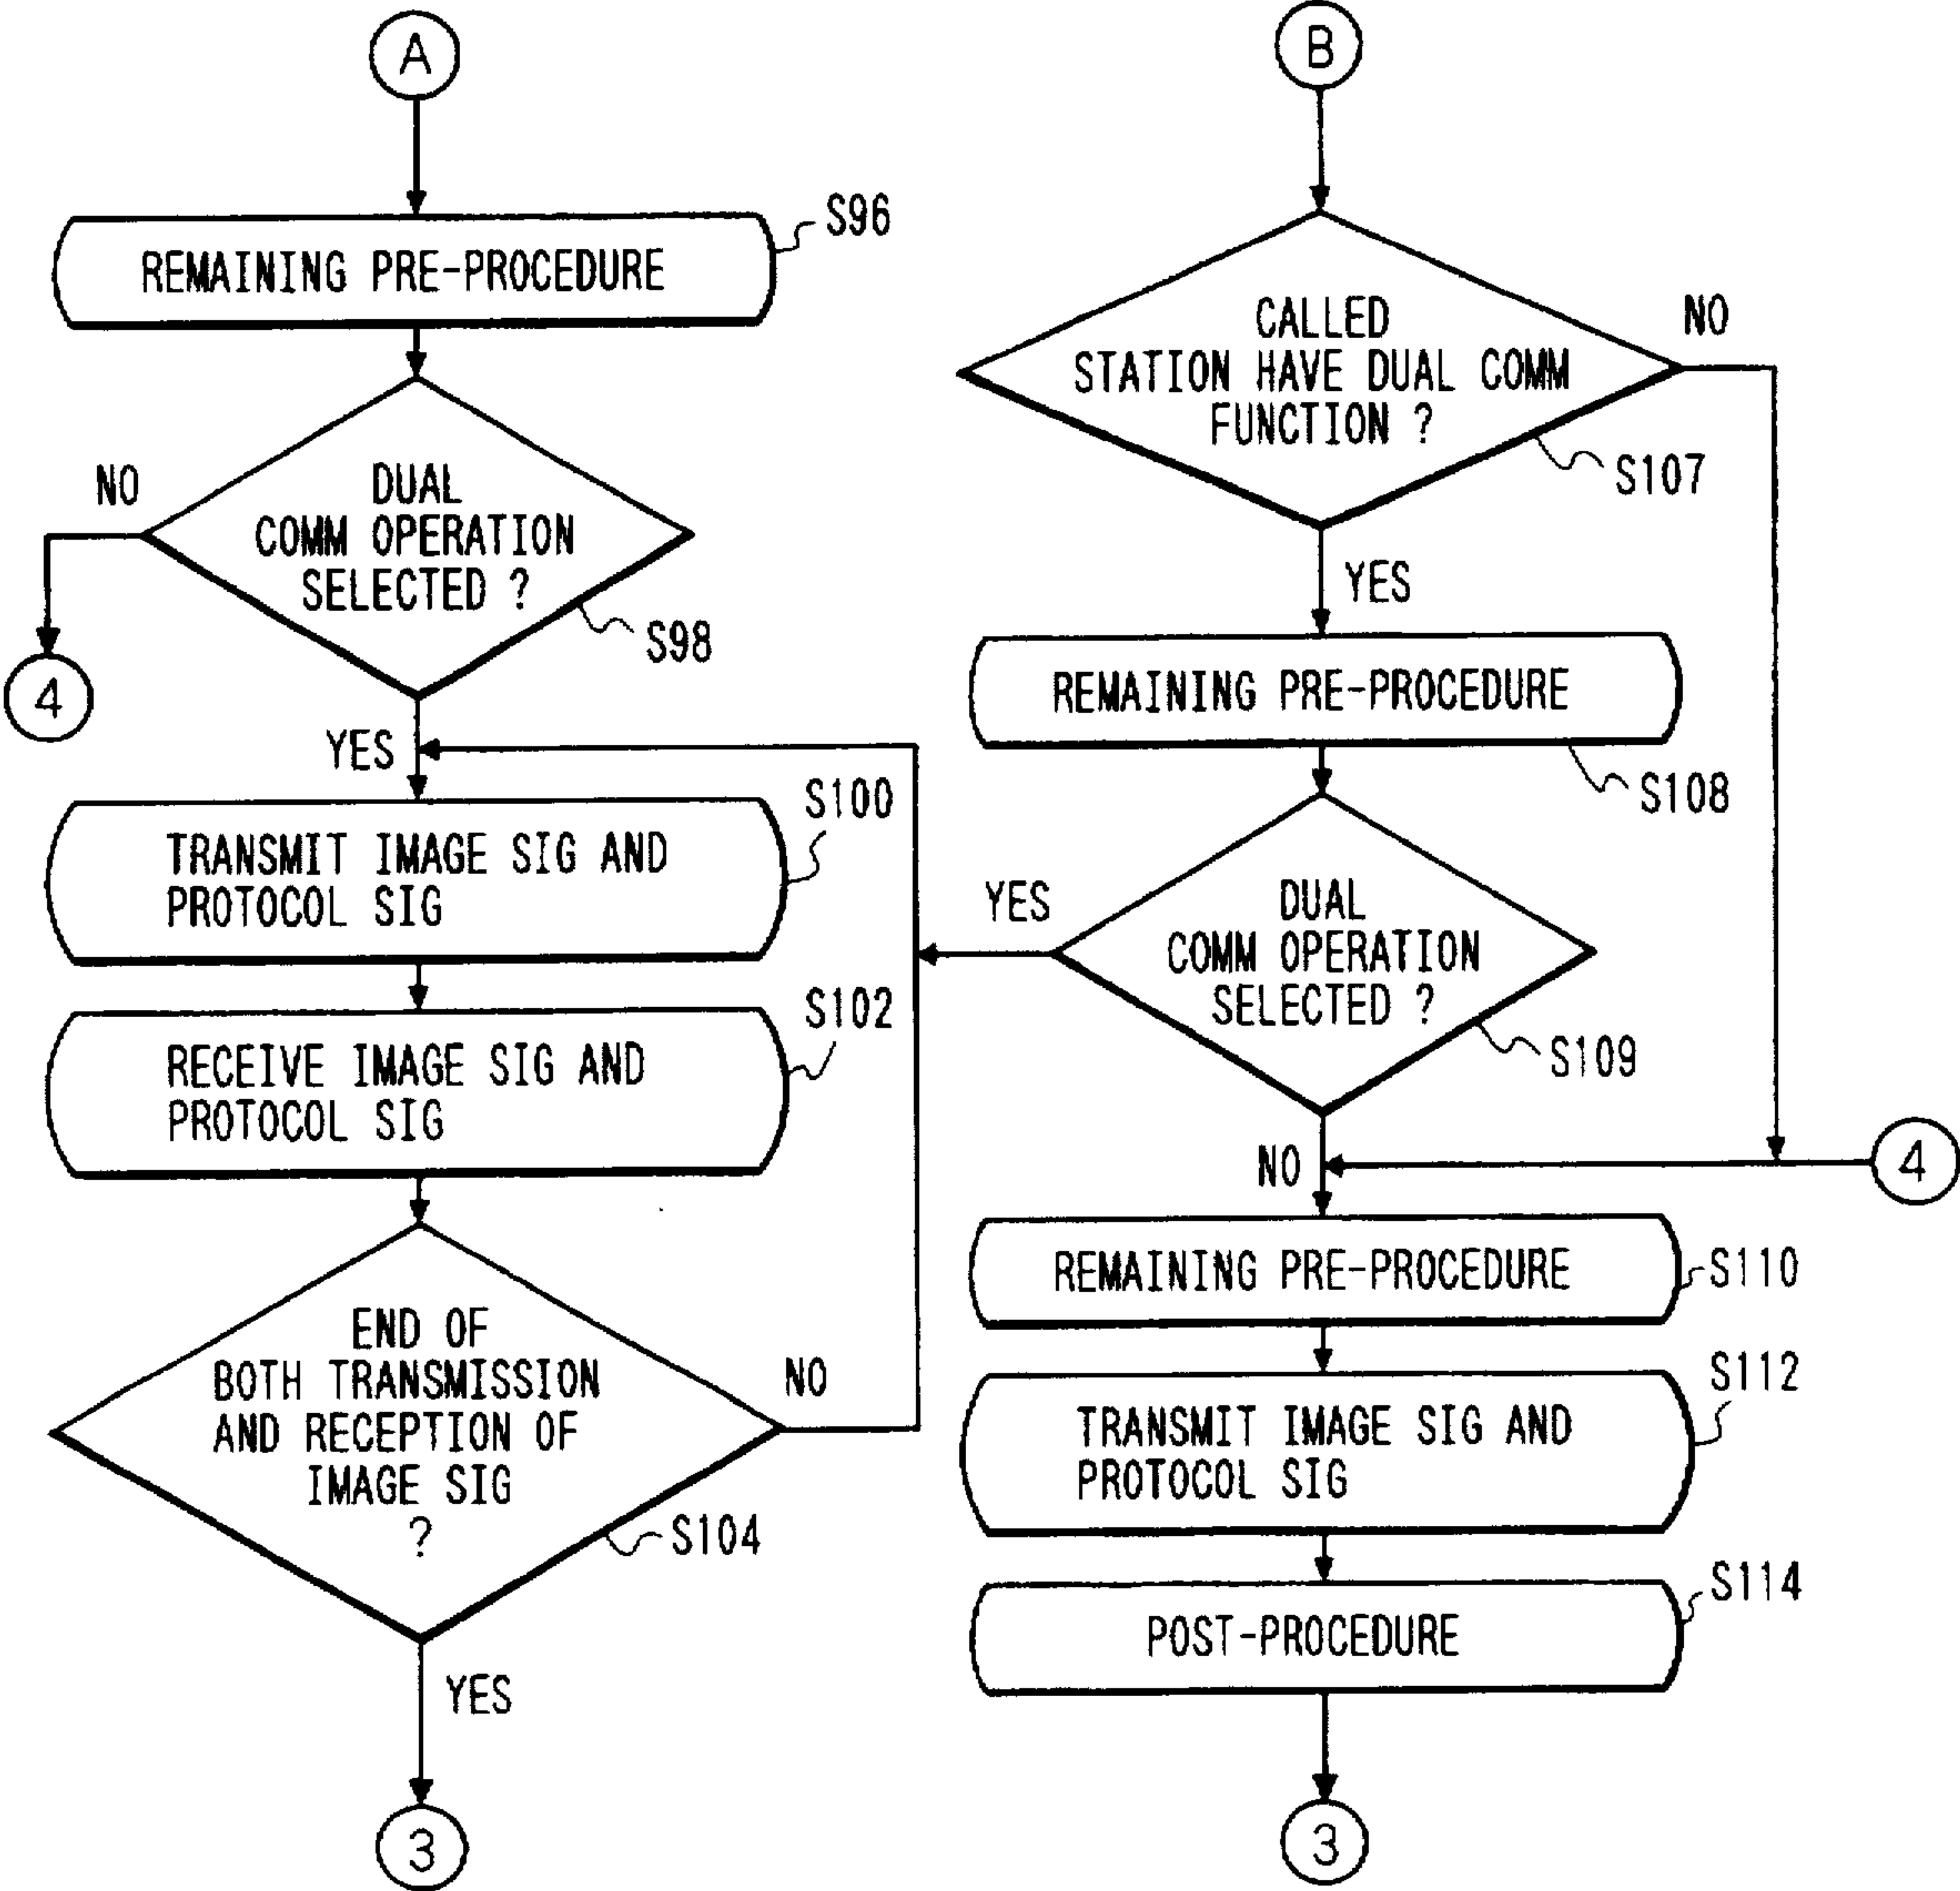 A
REMAINING PRE-PROCEDURE
S96
DUAL
COMM OPERATION
SELECTED ?
S98
NO
4
YES
TRANSMIT IMAGE SIG AND
PROTOCOL SIG
S100
RECEIVE IMAGE SIG AND
PROTOCOL SIG
S102
END OF
BOTH TRANSMISSION
AND RECEPTION OF
IMAGE SIG
?
S104
NO
YES
3
B
CALLED
STATION HAVE DUAL COMM
FUNCTION ?
S107
NO
YES
REMAINING PRE-PROCEDURE
S108
DUAL
COMM OPERATION
SELECTED ?
S109
YES
NO
4
REMAINING PRE-PROCEDURE
S110
TRANSMIT IMAGE SIG AND
PROTOCOL SIG
S112
POST-PROCEDURE
S114
3